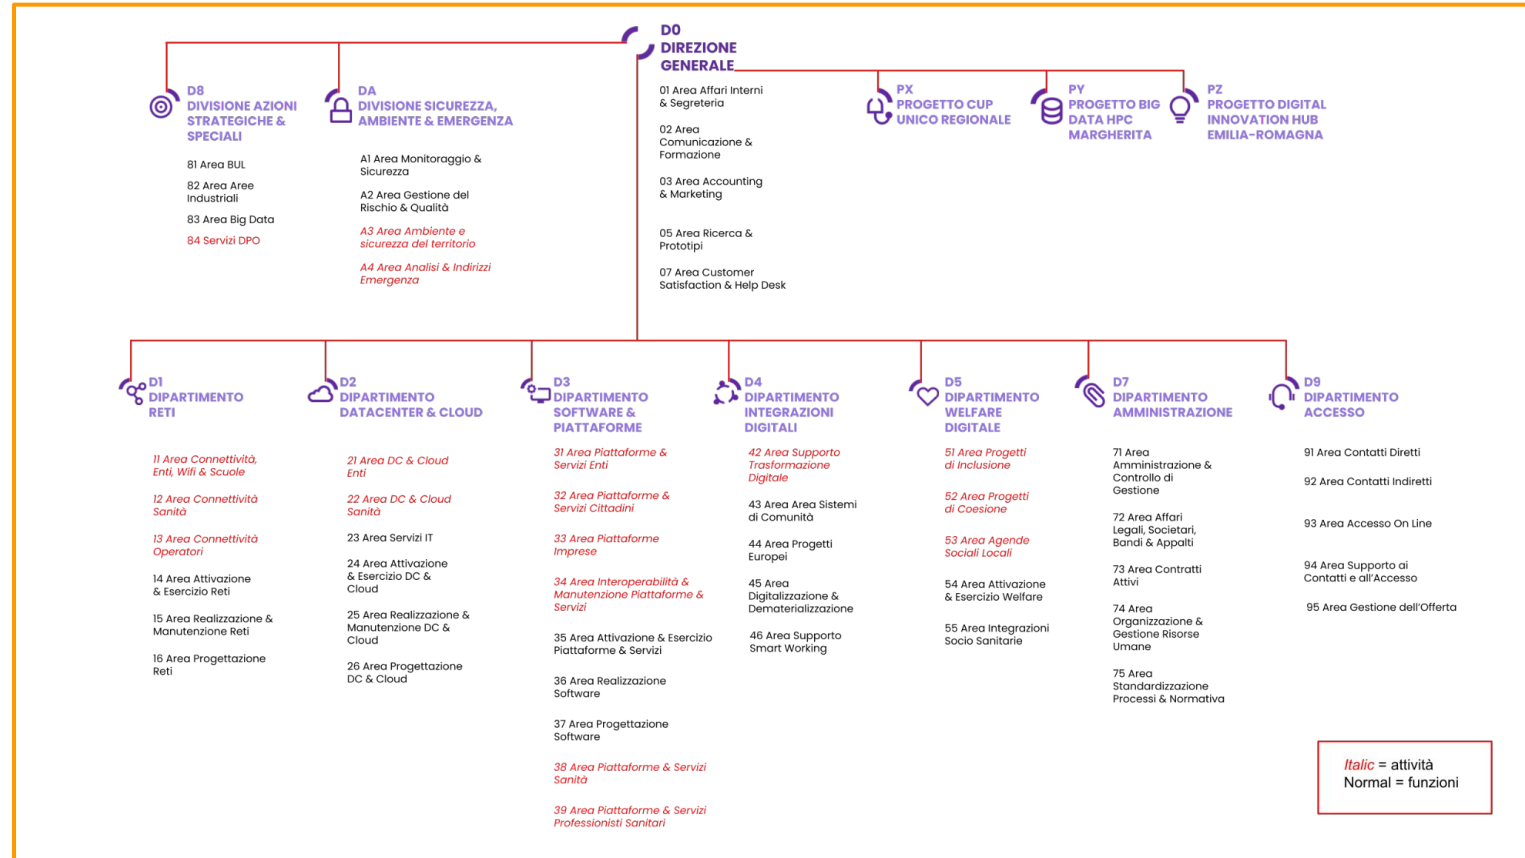 D0
DIREZIONE
GENERALE
01 Area Affari Interni
& Segreteria
02 Area
Comunicazione &
Formazione
03 Area Accounting
& Marketing
05 Area Ricerca &
Prototipi
07 Area Customer
Satisfaction & Help Desk
D8
DIVISIONE AZIONI
STRATEGICHE &
SPECIALI
81 Area BUL
82 Area Aree
Industriali
83 Area Big Data
84 Servizi DPO
DA
DIVISIONE SICUREZZA,
AMBIENTE & EMERGENZA
A1 Area Monitoraggio &
Sicurezza
A2 Area Gestione del
Rischio & Qualità
A3 Area Ambiente e
sicurezza del territorio
A4 Area Analisi & Indirizzi
Emergenza
PX
PROGETTO CUP
UNICO REGIONALE
PY
PROGETTO BIG
DATA HPC
MARGHERITA
PZ
PROGETTO DIGITAL
INNOVATION HUB
EMILIA-ROMAGNA
D1
DIPARTIMENTO
RETI
11 Area Connettività,
Enti, Wifi & Scuole
12 Area Connettività
Sanità
13 Area Connettività
Operatori
14 Area Attivazione
& Esercizio Reti
15 Area Realizzazione &
Manutenzione Reti
16 Area Progettazione
Reti
D2
DIPARTIMENTO
DATACENTER & CLOUD
21 Area DC & Cloud
Enti
22 Area DC & Cloud
Sanità
23 Area Servizi IT
24 Area Attivazione
& Esercizio DC &
Cloud
25 Area Realizzazione &
Manutenzione DC &
Cloud
26 Area Progettazione
DC & Cloud
D3
DIPARTIMENTO
SOFTWARE &
PIATTAFORME
31 Area Piattaforme &
Servizi Enti
32 Area Piattaforme &
Servizi Cittadini
33 Area Piattaforme
Imprese
34 Area Interoperabilità &
Manutenzione Piattaforme &
Servizi
35 Area Attivazione & Esercizio
Piattaforme & Servizi
36 Area Realizzazione
Software
37 Area Progettazione
Software
38 Area Piattaforme & Servizi
Sanità
39 Area Piattaforme & Servizi
Professionisti Sanitari
D4
DIPARTIMENTO
INTEGRAZIONI
DIGITALI
42 Area Supporto
Trasformazione
Digitale
43 Area Area Sistemi
di Comunità
44 Area Progetti
Europei
45 Area
Digitalizzazione &
Dematerializzazione
46 Area Supporto
Smart Working
D5
DIPARTIMENTO
WELFARE
DIGITALE
51 Area Progetti
di Inclusione
52 Area Progetti
di Coesione
53 Area Agende
Sociali Locali
54 Area Attivazione
& Esercizio Welfare
55 Area Integrazioni
Socio Sanitarie
D7
DIPARTIMENTO
AMMINISTRAZIONE
71 Area
Amministrazione &
Controllo di
Gestione
72 Area Affari
Legali, Societari,
Bandi & Appalti
73 Area Contratti
Attivi
74 Area
Organizzazione &
Gestione Risorse
Umane
75 Area
Standardizzazione
Processi & Normativa
D9
DIPARTIMENTO
ACCESSO
91 Area Contatti Diretti
92 Area Contatti Indiretti
93 Area Accesso On Line
94 Area Supporto ai
Contatti e all'Accesso
95 Area Gestione dell'Offerta
Italic = attività
Normal = funzioni